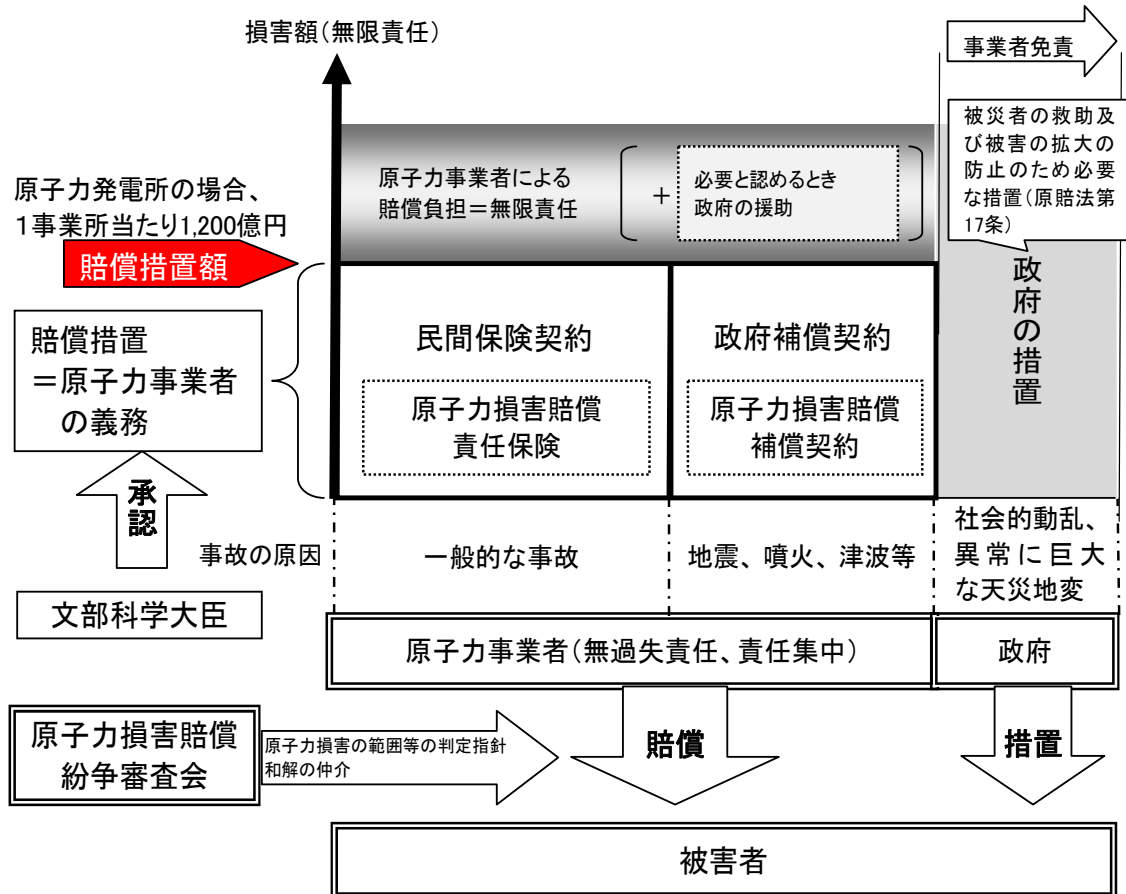 損害額(無限責任)
事業者免責
被災者の救助及
び被害の拡大の
防止のため必要
な措置(原賠法第
17条)
原子力事業者による
賠償負担=無限責任
+
必要と認めるとき
政府の援助
原子力発電所の場合、
1事業所当たり1,200億円
賠償措置額
政府の措置
賠償措置
=原子力事業者
の義務
民間保険契約
政府補償契約
原子力損害賠償
責任保険
原子力損害賠償
補償契約
承認
事故の原因
一般的な事故
地震、噴火、津波等
社会的動乱、
異常に巨大
な天災地変
文部科学大臣
原子力事業者(無過失責任、責任集中)
政府
原子力損害賠償
紛争審査会
原子力損害の範囲等の判定指針
和解の仲介
賠償
措置
被害者